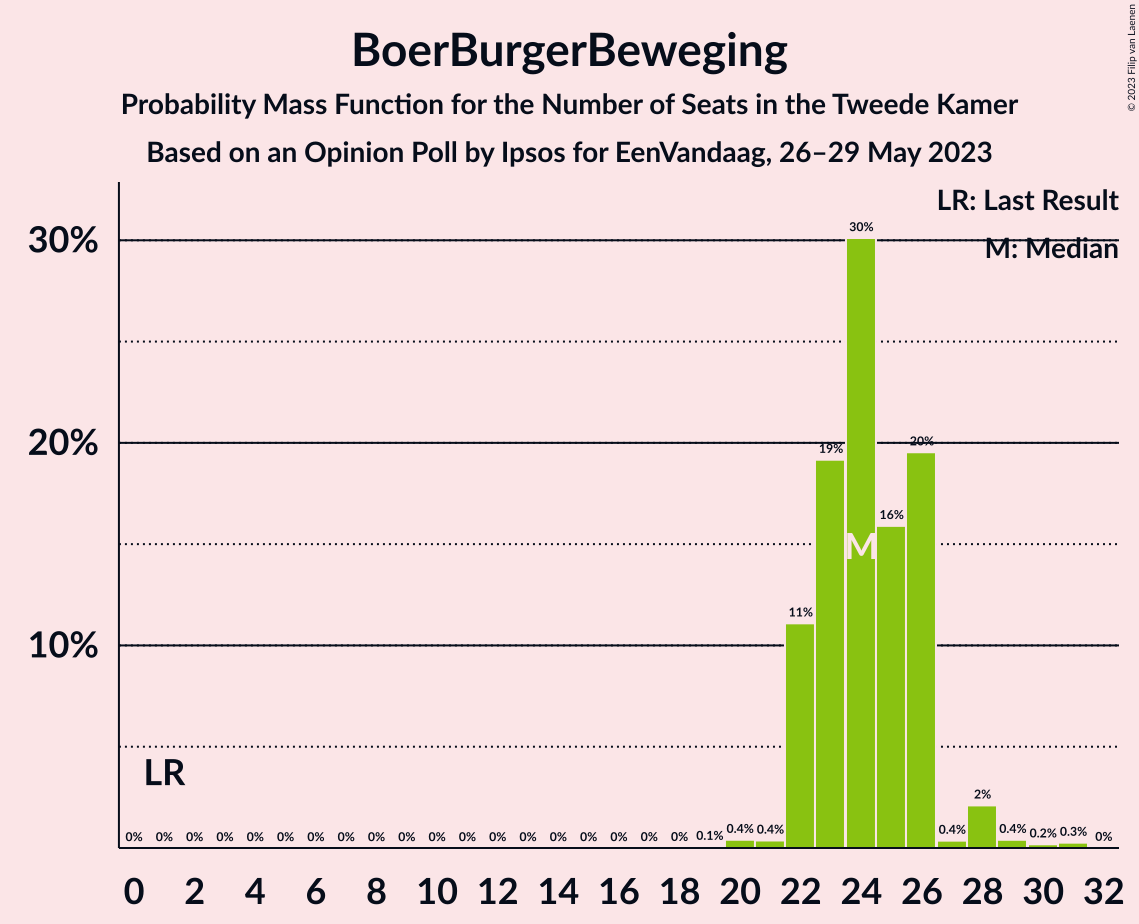 BoerBurgerBeweging
Probability Mass Function for the Number of Seats in the Tweede Kamer
Based on an Opinion Poll by Ipsos for EenVandaag, 26–29 May 2023
© 2023 Filip van Laenen
LR: Last Result
M: Median
30%
20%
10%
30%
19%
20%
16%
M
11%
LR
2%
0% 0% 0% 0% 0% 0% 0% 0% 0% 0% 0% 0% 0% 0% 0% 0% 0% 0% 0% 0.1% 0.4% 0.4% 0.4% 0.4% 0.2% 0.3% 0%
0 2 4 6 8 10 12 14 16 18 20 22 24 26 28 30 32